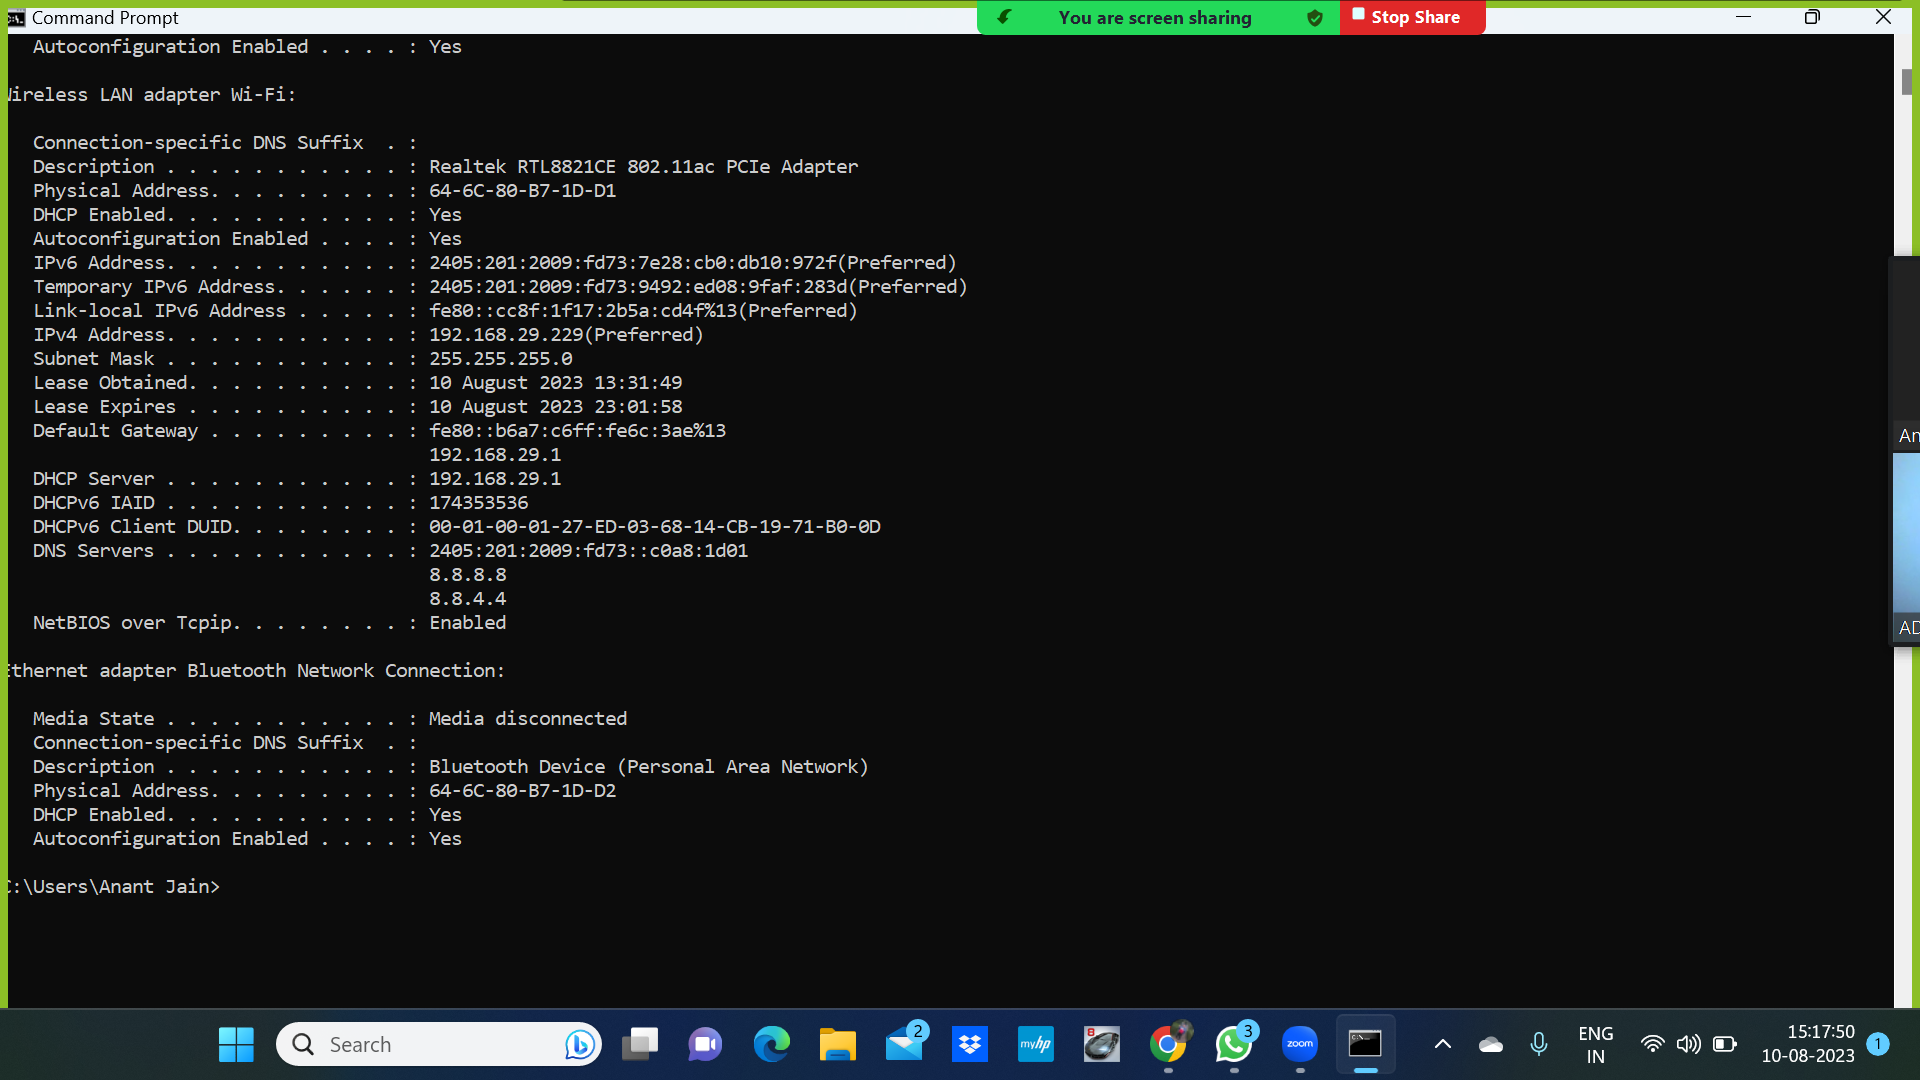 Command Prompt
You are screen sharing
Stop Share
Autoconfiguration Enabled . . . . : Yes
Wireless LAN adapter Wi-Fi:
Connection-specific DNS Suffix  . :
Description . . . . . . . . . . . : Realtek RTL8821CE 802.11ac PCIe Adapter
Physical Address. . . . . . . . . : 64-6C-80-B7-1D-D1
DHCP Enabled. . . . . . . . . . . : Yes
Autoconfiguration Enabled . . . . : Yes
IPv6 Address. . . . . . . . . . . : 2405:201:2009:fd73:7e28:cb0:db10:972f(Preferred)
Temporary IPv6 Address. . . . . . : 2405:201:2009:fd73:9492:ed08:9faf:283d(Preferred)
Link-local IPv6 Address . . . . . : fe80::cc8f:1f17:2b5a:cd4f%13(Preferred)
IPv4 Address. . . . . . . . . . . : 192.168.29.229(Preferred)
Subnet Mask . . . . . . . . . . . : 255.255.255.0
Lease Obtained. . . . . . . . . . : 10 August 2023 13:31:49
Lease Expires . . . . . . . . . . : 10 August 2023 23:01:58
Default Gateway . . . . . . . . . : fe80::b6a7:c6ff:fe6c:3ae%13
192.168.29.1
DHCP Server . . . . . . . . . . . : 192.168.29.1
DHCPv6 IAID . . . . . . . . . . . : 174353536
DHCPv6 Client DUID. . . . . . . . : 00-01-00-01-27-ED-03-68-14-CB-19-71-B0-0D
DNS Servers . . . . . . . . . . . : 2405:201:2009:fd73::c0a8:1d01
8.8.8.8
8.8.4.4
NetBIOS over Tcpip. . . . . . . . : Enabled
Ethernet adapter Bluetooth Network Connection:
Media State . . . . . . . . . . . : Media disconnected
Connection-specific DNS Suffix  . :
Description . . . . . . . . . . . : Bluetooth Device (Personal Area Network)
Physical Address. . . . . . . . . : 64-6C-80-B7-1D-D2
DHCP Enabled. . . . . . . . . . . : Yes
Autoconfiguration Enabled . . . . : Yes
C:\Users\Anant Jain>
An
AD
Search
2
myhp
8
3
zoom
ENG
IN
15:17:50
10-08-2023
1